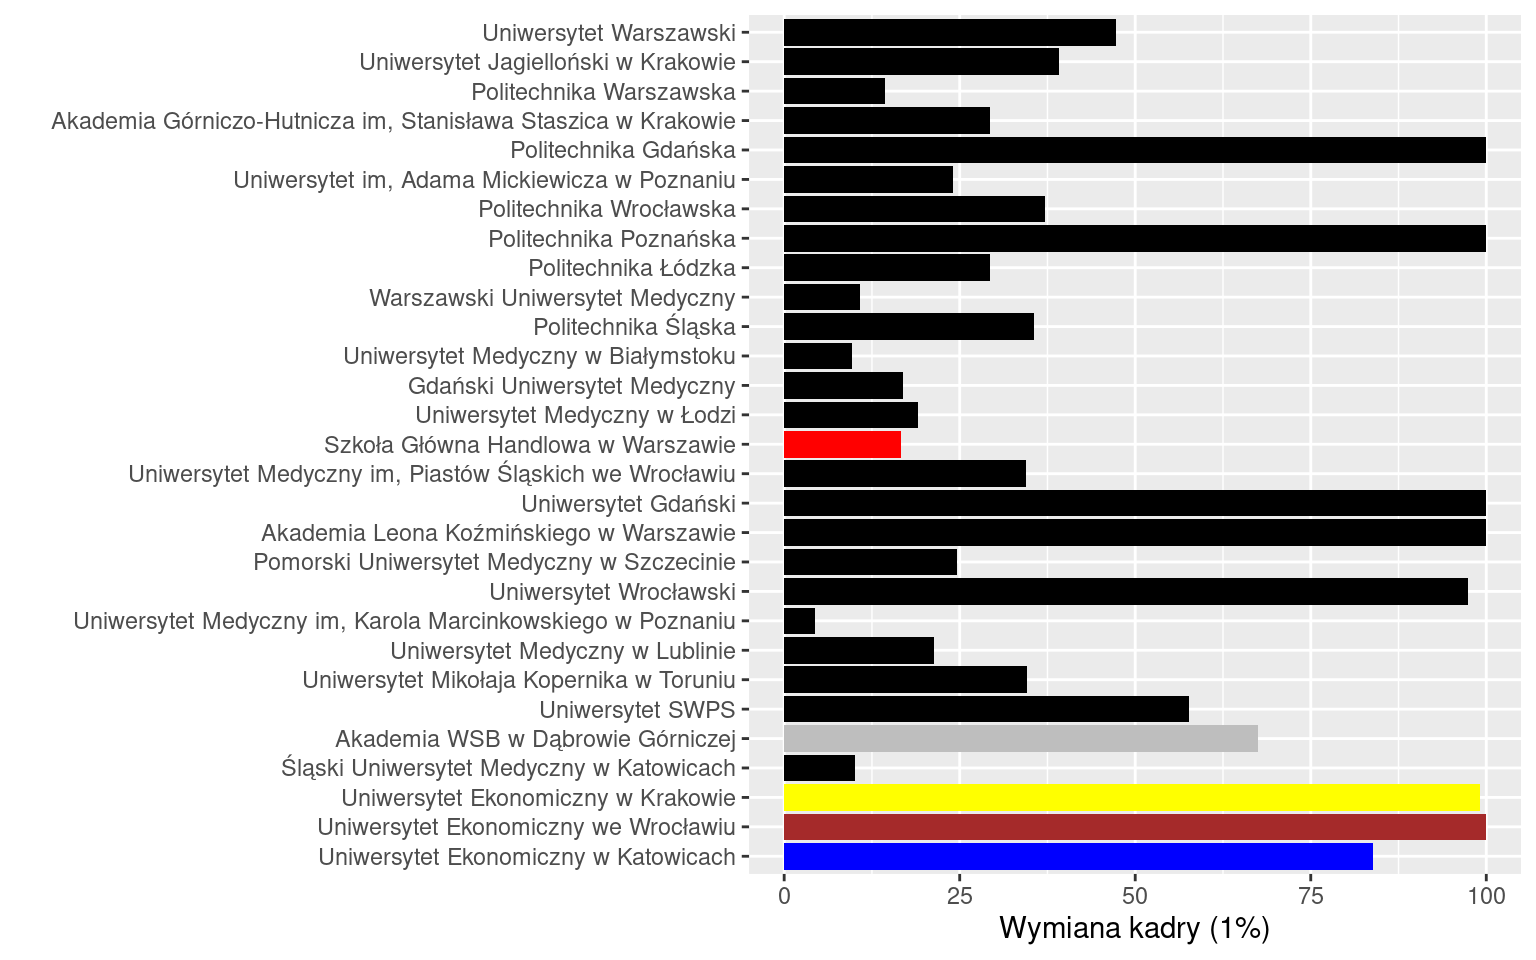 Uniwersytet Warszawski
Uniwersytet Jagielloński w Krakowie
Politechnika Warszawska
Akademia Górniczo-Hutnicza im, Stanisława Staszica w Krakowie
Politechnika Gdańska
Uniwersytet im, Adama Mickiewicza w Poznaniu
Politechnika Wrocławska
Politechnika Poznańska
Politechnika Łódzka
Warszawski Uniwersytet Medyczny
Politechnika Śląska
Uniwersytet Medyczny w Białymstoku
Gdański Uniwersytet Medyczny
Uniwersytet Medyczny w Łodzi
Szkoła Główna Handlowa w Warszawie
Uniwersytet Medyczny im, Piastów Śląskich we Wrocławiu
Uniwersytet Gdański
Akademia Leona Koźmińskiego w Warszawie
Pomorski Uniwersytet Medyczny w Szczecinie
Uniwersytet Wrocławski
Uniwersytet Medyczny im, Karola Marcinkowskiego w Poznaniu
Uniwersytet Medyczny w Lublinie
Uniwersytet Mikołaja Kopernika w Toruniu
Uniwersytet SWPS
Akademia WSB w Dąbrowie Górniczej
Śląski Uniwersytet Medyczny w Katowicach
Uniwersytet Ekonomiczny w Krakowie
Uniwersytet Ekonomiczny we Wrocławiu
Uniwersytet Ekonomiczny w Katowicach
0 25 50 75 100
Wymiana kadry (1%)